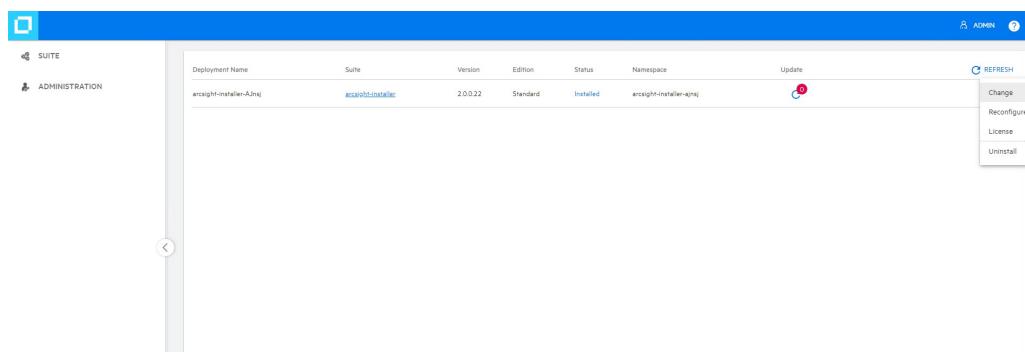 ADMIN ?
SUITE
ADMINISTRATION
Deployment Name Suite Version Edition Status Namespace Update REFRESH
arcsight-installer-AJnsj arcsight-installer 2.0.0.22 Standard Installed arcsight-installer-ajnsj 0
Change
Reconfigure
License
Uninstall